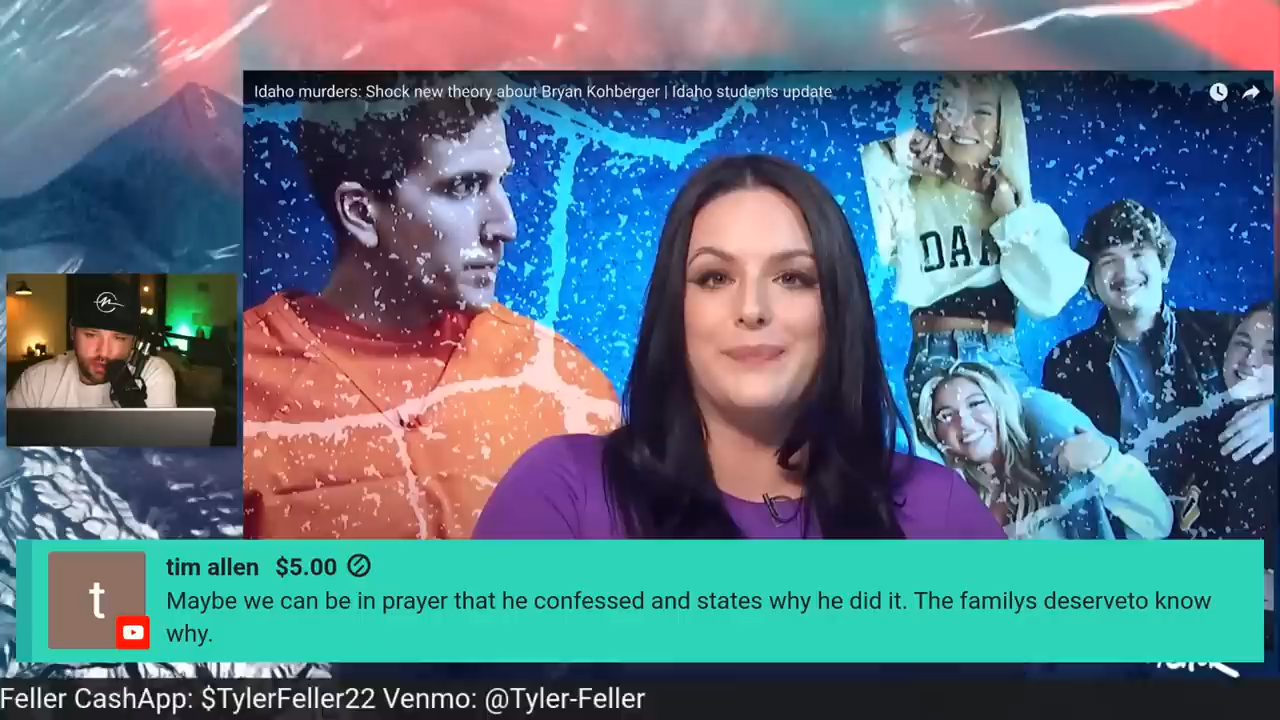 Idaho murders: Shock new theory about Bryan Kohberger | Idaho students update
DA
t
tim allen $5.00
Maybe we can be in prayer that he confessed and states why he did it. The familys deserveto know
why.
Feller CashApp: $TylerFeller22 Venmo: @Tyler-Feller